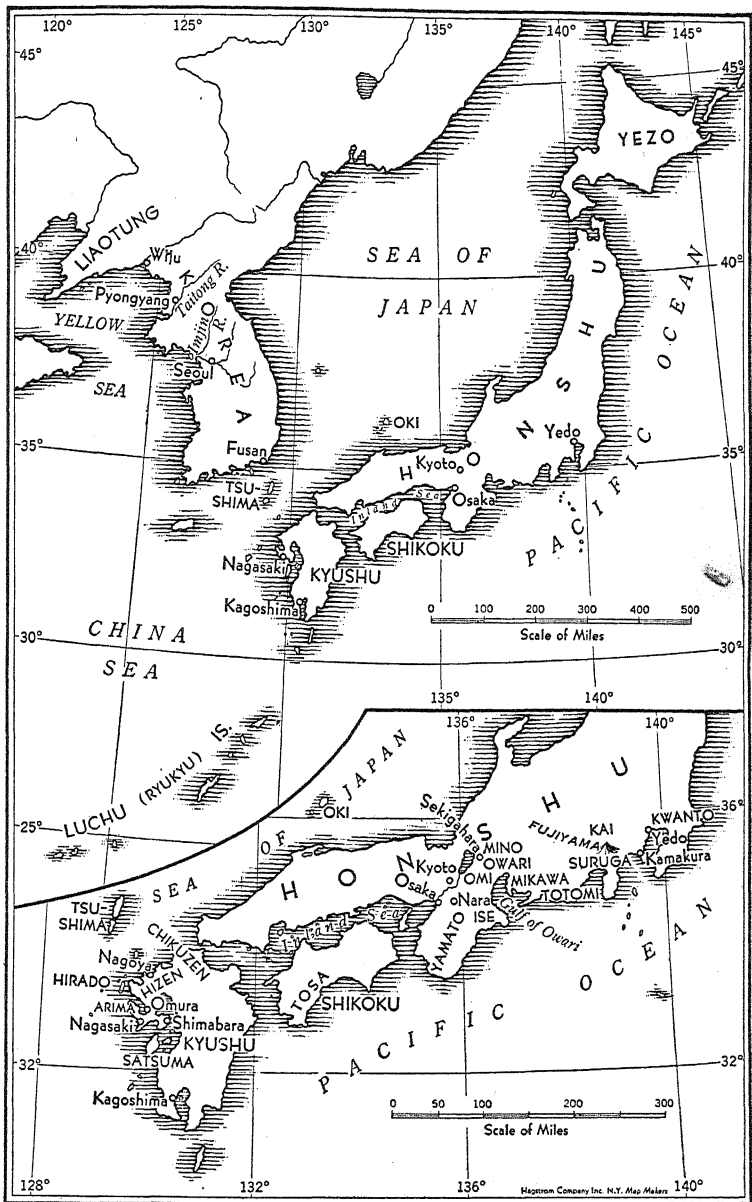 120°
125°
130°
135°
140°
145°
45°
45°
YEZO
LIAOTUNG
40°
Wiju
SEA OF
JAPAN
40°
Pyongyang
Taitong R.
YELLOW
SEA
Imjin R.
KOREA
Seoul
OCEAN
PACIFIC
HONSHU
OKI
Yedo
35°
35°
Fusan
Kyoto
TSU-
SHIMA
Inland Sea
Osaka
SHIKOKU
Nagasaki
KYUSHU
Kagoshima
0 100 200 300 400 500
Scale of Miles
CHINA
SEA
30°
30°
135°
140°
LUCHU (RYUKYU) IS.
25°
136°
140°
SEA OF JAPAN
OKI
HONSHU
36°
Sekigahara
FUJIYAMA
KAI
KWANTO
Yedo
MINO
OWARI
SURUGA
Kamakura
Kyoto
OMI
MIKAWA
Osaka
TOTOMI
Nara
ISE
Gulf of Owari
YAMATO
TSU-
SHIMA
Inland Sea
CHIKUZEN
Nagoya
HIZEN
HIRADO
TOSA
SHIKOKU
ARIMA
Omura
Nagasaki
Shimabara
KYUSHU
SATSUMA
PACIFIC OCEAN
32°
32°
Kagoshima
0 50 100 200 300
Scale of Miles
128°
132°
136°
140°
Hagstrom Company Inc. N.Y. Map Makers